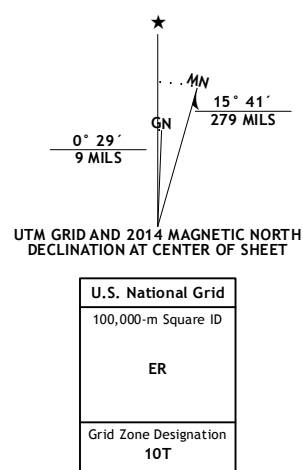 ★
MN
GN
15° 41´
279 MILS
0° 29´
9 MILS
UTM GRID AND 2014 MAGNETIC NORTH
DECLINATION AT CENTER OF SHEET
U.S. National Grid
100,000-m Square ID
ER
Grid Zone Designation
10T